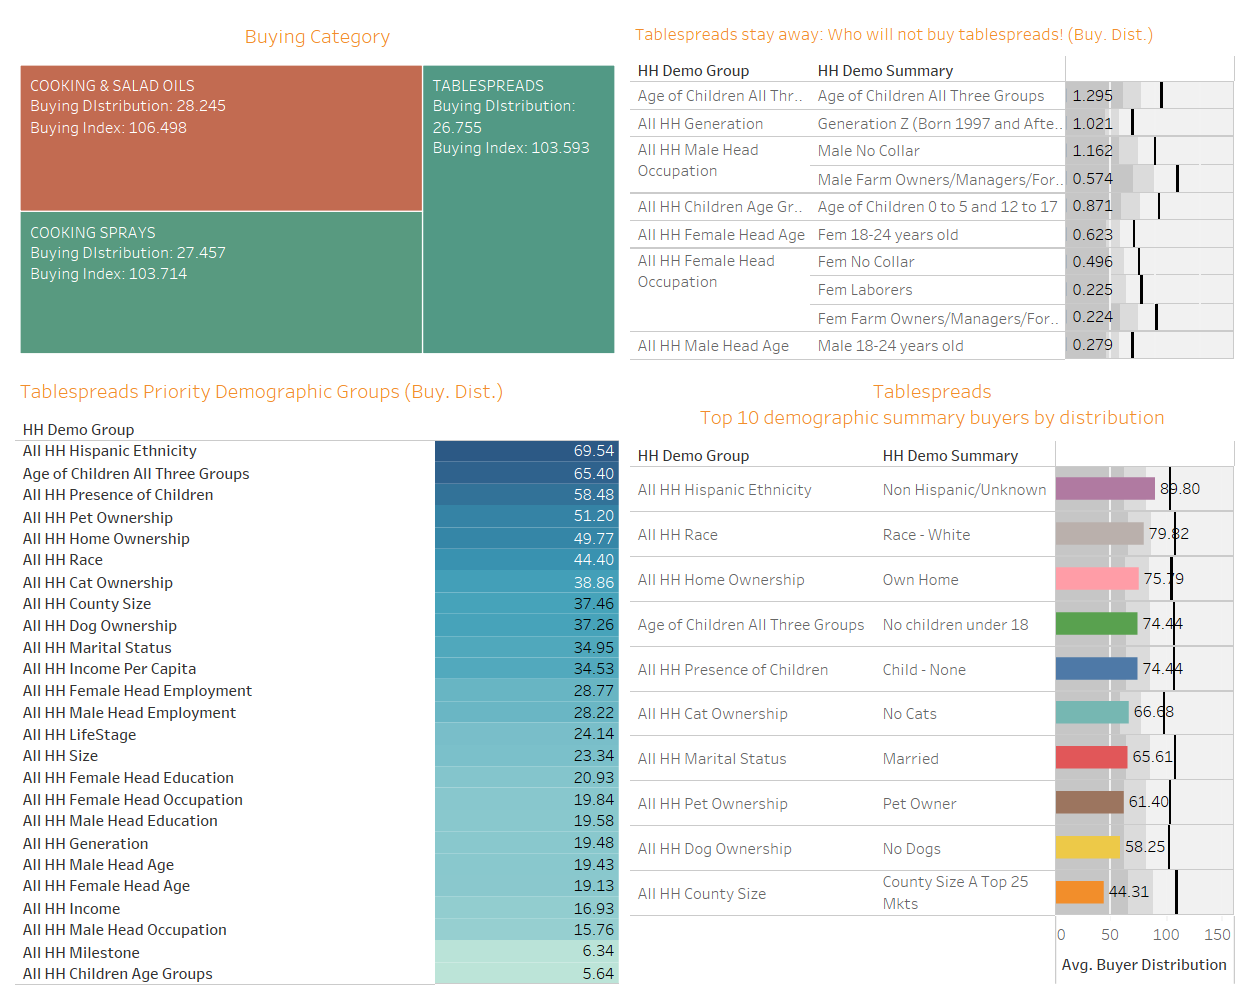 Buying Category
COOKING & SALAD OILS
Buying DIstribution: 28.245
Buying Index: 106.498
TABLESPREADS
Buying DIstribution:
26.755
Buying Index: 103.593
COOKING SPRAYS
Buying DIstribution: 27.457
Buying Index: 103.714
Tablespreads stay away: Who will not buy tablespreads! (Buy. Dist.)
HH Demo Group HH Demo Summary
Age of Children All Thr.. Age of Children All Three Groups 1.295
All HH Generation Generation Z (Born 1997 and Afte.. 1.021
All HH Male Head
Occupation
Male No Collar 1.162
Male Farm Owners/Managers/For.. 0.574
All HH Children Age Gr.. Age of Children 0 to 5 and 12 to 17 0.871
All HH Female Head Age Fem 18-24 years old 0.623
All HH Female Head
Occupation
Fem No Collar 0.496
Fem Laborers 0.225
Fem Farm Owners/Managers/For.. 0.224
All HH Male Head Age Male 18-24 years old 0.279
Tablespreads Priority Demographic Groups (Buy. Dist.)
HH Demo Group
All HH Hispanic Ethnicity 69.54
Age of Children All Three Groups 65.40
All HH Presence of Children 58.48
All HH Pet Ownership 51.20
All HH Home Ownership 49.77
All HH Race 44.40
All HH Cat Ownership 38.86
All HH County Size 37.46
All HH Dog Ownership 37.26
All HH Marital Status 34.95
All HH Income Per Capita 34.53
All HH Female Head Employment 28.77
All HH Male Head Employment 28.22
All HH LifeStage 24.14
All HH Size 23.34
All HH Female Head Education 20.93
All HH Female Head Occupation 19.84
All HH Male Head Education 19.58
All HH Generation 19.48
All HH Male Head Age 19.43
All HH Female Head Age 19.13
All HH Income 16.93
All HH Male Head Occupation 15.76
All HH Milestone 6.34
All HH Children Age Groups 5.64
Tablespreads
Top 10 demographic summary buyers by distribution
HH Demo Group HH Demo Summary
All HH Hispanic Ethnicity Non Hispanic/Unknown 89.80
All HH Race Race - White 79.82
All HH Home Ownership Own Home 75.79
Age of Children All Three Groups No children under 18 74.44
All HH Presence of Children Child - None 74.44
All HH Cat Ownership No Cats 66.68
All HH Marital Status Married 65.61
All HH Pet Ownership Pet Owner 61.40
All HH Dog Ownership No Dogs 58.25
All HH County Size County Size A Top 25
Mkts 44.31
0 50 100 150
Avg. Buyer Distribution